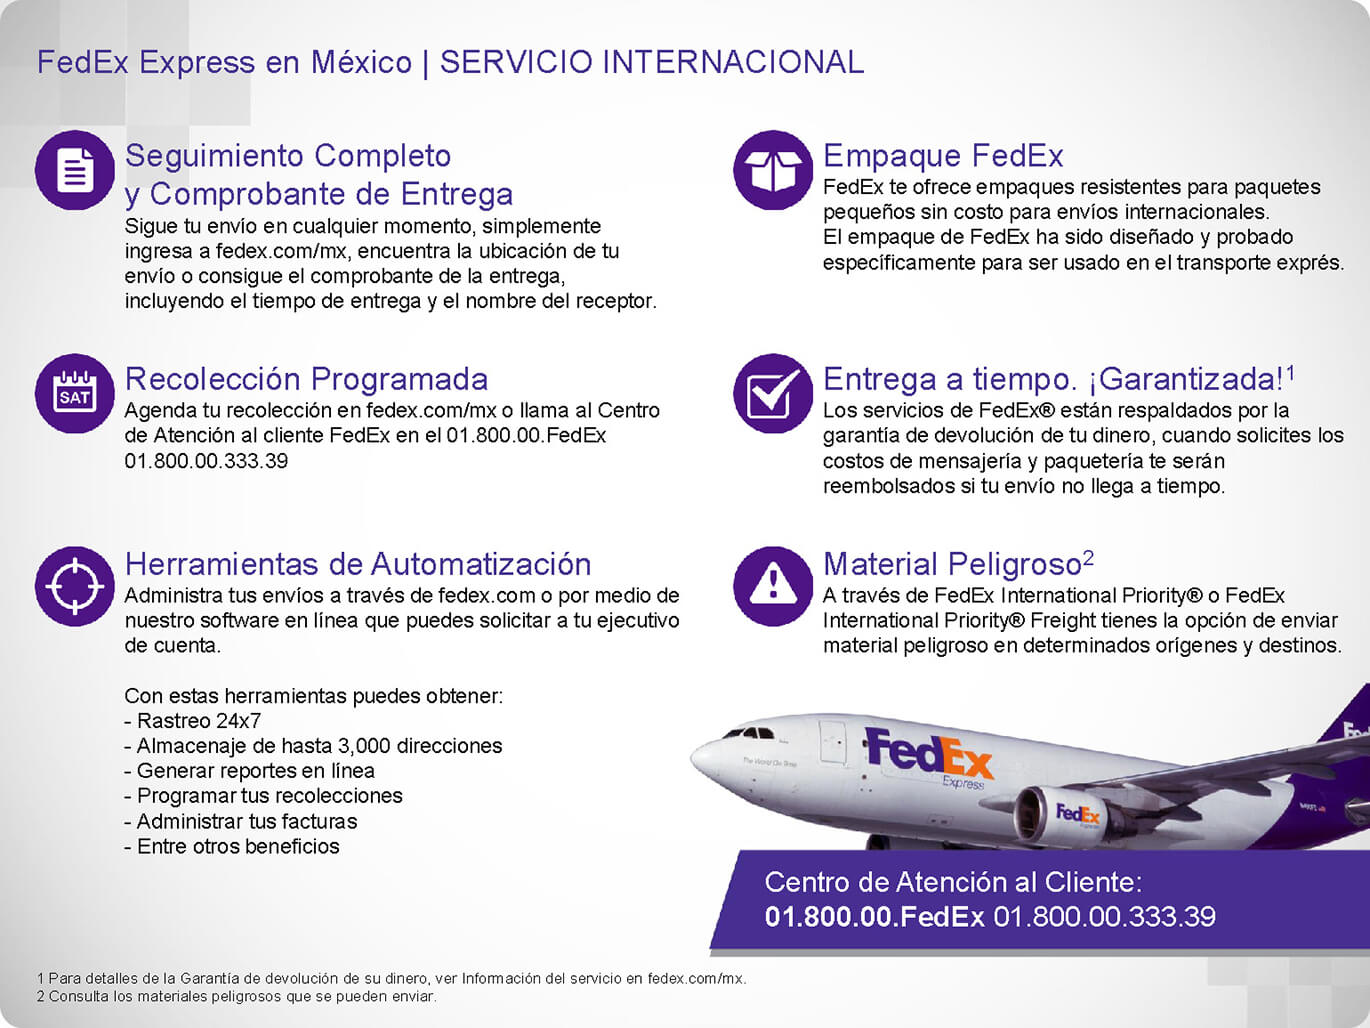 FedEx Express en México | SERVICIO INTERNACIONAL
Seguimiento Completo
y Comprobante de Entrega
Sigue tu envío en cualquier momento, simplemente
ingresa a fedex.com/mx, encuentra la ubicación de tu
envío o consigue el comprobante de la entrega,
incluyendo el tiempo de entrega y el nombre del receptor.
SAT
Recolección Programada
Agenda tu recolección en fedex.com/mx o llama al Centro
de Atención al cliente FedEx en el 01.800.00.FedEx
01.800.00.333.39
Herramientas de Automatización
Administra tus envíos a través de fedex.com o por medio de
nuestro software en línea que puedes solicitar a tu ejecutivo
de cuenta.
Con estas herramientas puedes obtener:
- Rastreo 24x7
- Almacenaje de hasta 3,000 direcciones
- Generar reportes en línea
- Programar tus recolecciones
- Administrar tus facturas
- Entre otros beneficios
Empaque FedEx
FedEx te ofrece empaques resistentes para paquetes
pequeños sin costo para envíos internacionales.
El empaque de FedEx ha sido diseñado y probado
específicamente para ser usado en el transporte exprés.
Entrega a tiempo. ¡Garantizada!1
Los servicios de FedEx® están respaldados por la
garantía de devolución de tu dinero, cuando solicites los
costos de mensajería y paquetería te serán
reembolsados si tu envío no llega a tiempo.
Material Peligroso2
A través de FedEx International Priority® o FedEx
International Priority® Freight tienes la opción de enviar
material peligroso en determinados orígenes y destinos.
The World On Time
FedEx
Express
FedEx
Express
Centro de Atención al Cliente:
01.800.00.FedEx 01.800.00.333.39
1 Para detalles de la Garantía de devolución de su dinero, ver Información del servicio en fedex.com/mx.
2 Consulta los materiales peligrosos que se pueden enviar.